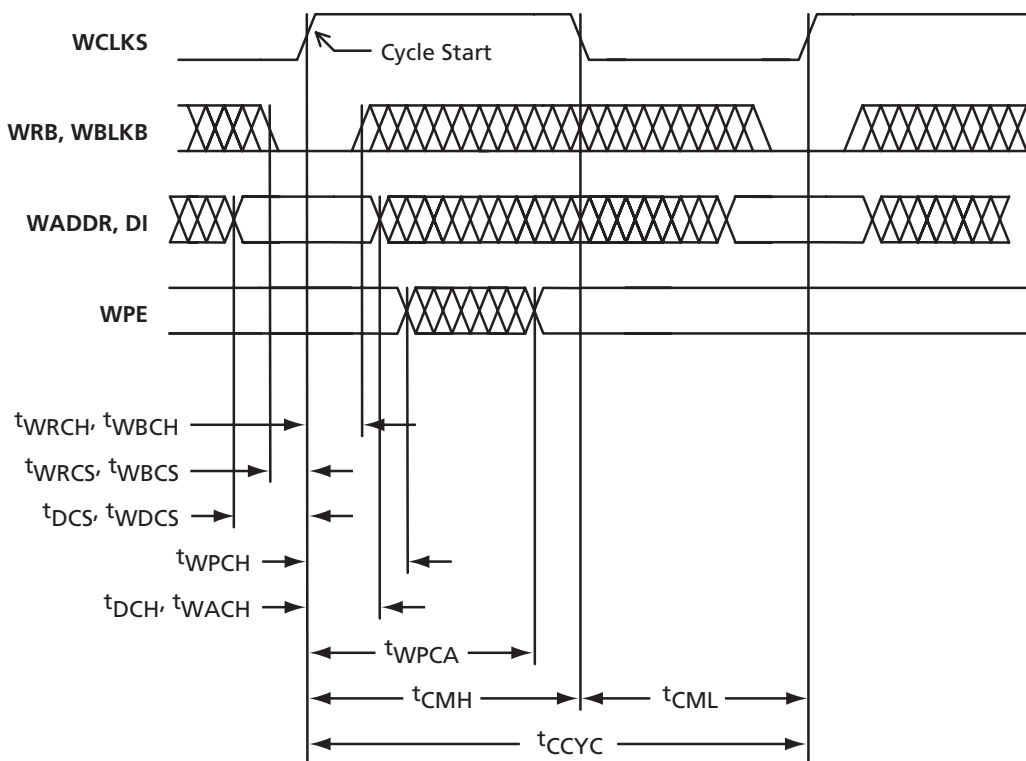 WCLKS
Cycle Start
WRB, WBLKB
WADDR, DI
WPE
tWRCH, tWBCH
tWRCS, tWBCS
tDCS, tWDCS
tWPCH
tDCH, tWACH
tWPCA
tCMH
tCML
tCCYC